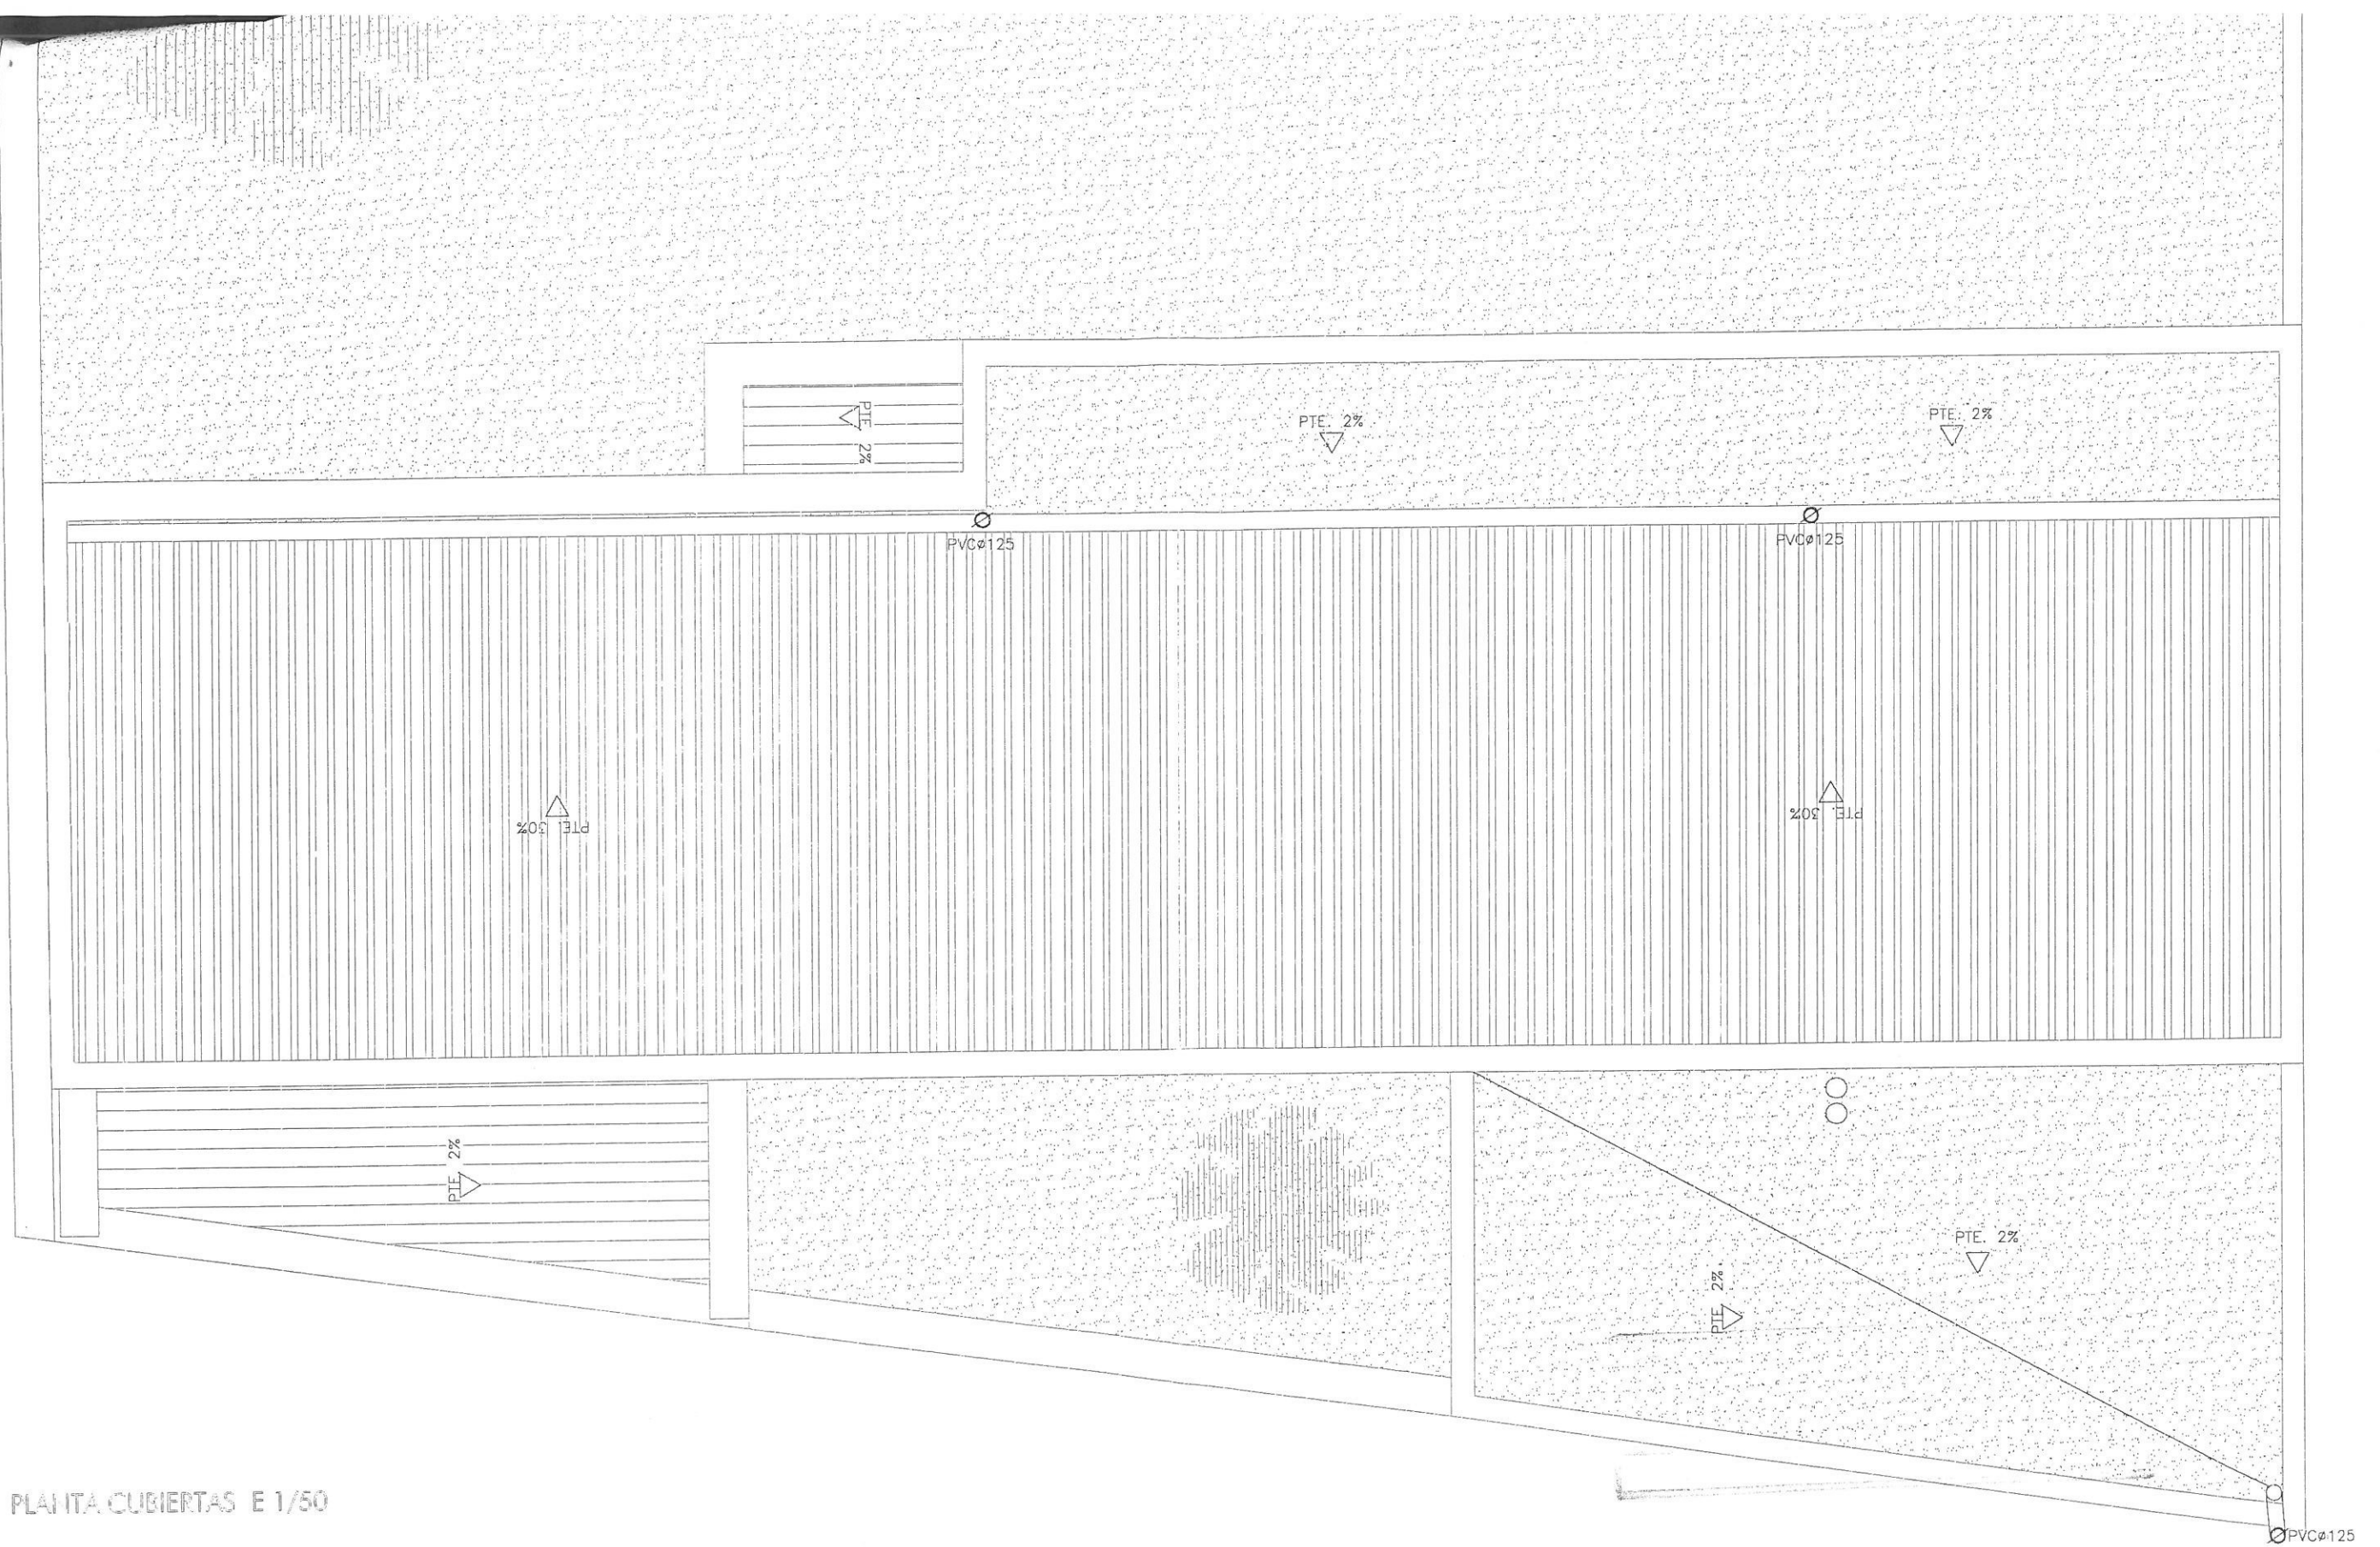 PTE 2%
PTE. 2%
PTE. 2%
PVCø125
PVCø125
PTE. 30%
PTE. 30%
PTE 2%
PTE. 2%
PTE 2%.
PLANTA CUBIERTAS E 1/50
PVCø125